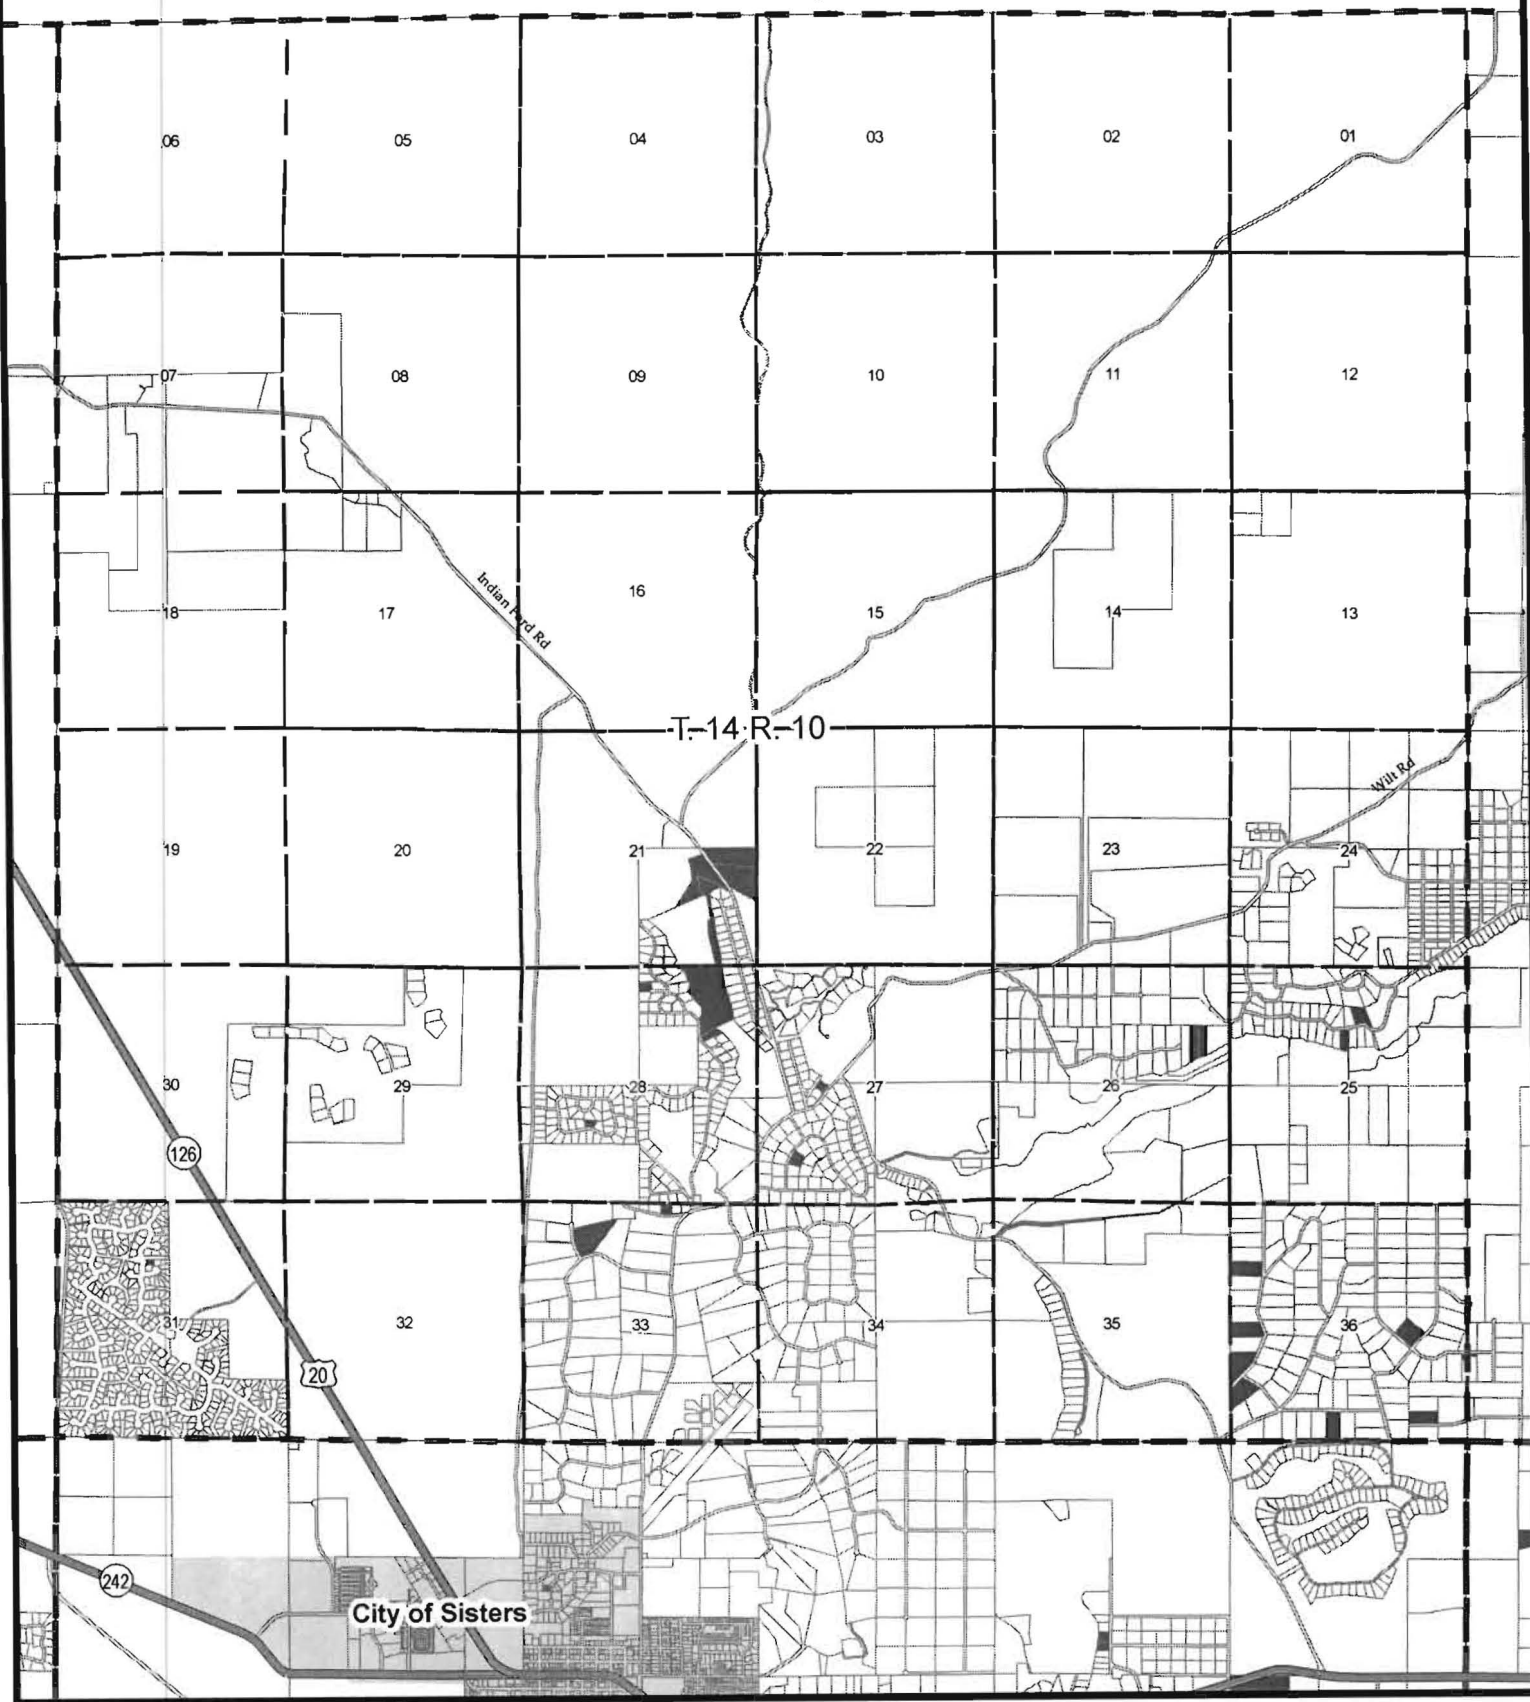 06 05 04 03 02 01
07 08 09 10 11 12
Indian Ford Rd
18 17 16 15 14 13
T. 14 R. 10
Wilt Rd
19 20 21 22 23 24
30 29 28 27 26 25
126
31 32 33 34 35 36
20
242
City of Sisters